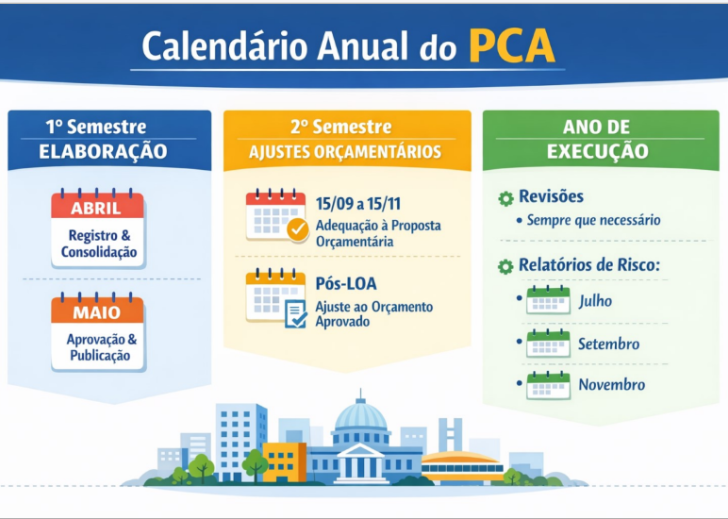 Calendário Anual do PCA
1º Semestre
ELABORAÇÃO
ABRIL
Registro &
Consolidação
MAIO
Aprovação &
Publicação
2º Semestre
AJUSTES ORÇAMENTÁRIOS
15/09 a 15/11
Adequação à Proposta
Orçamentária
Pós-LOA
Ajuste ao Orçamento
Aprovado
ANO DE
EXECUÇÃO
Revisões
• Sempre que necessário
Relatórios de Risco:
• Julho
• Setembro
• Novembro